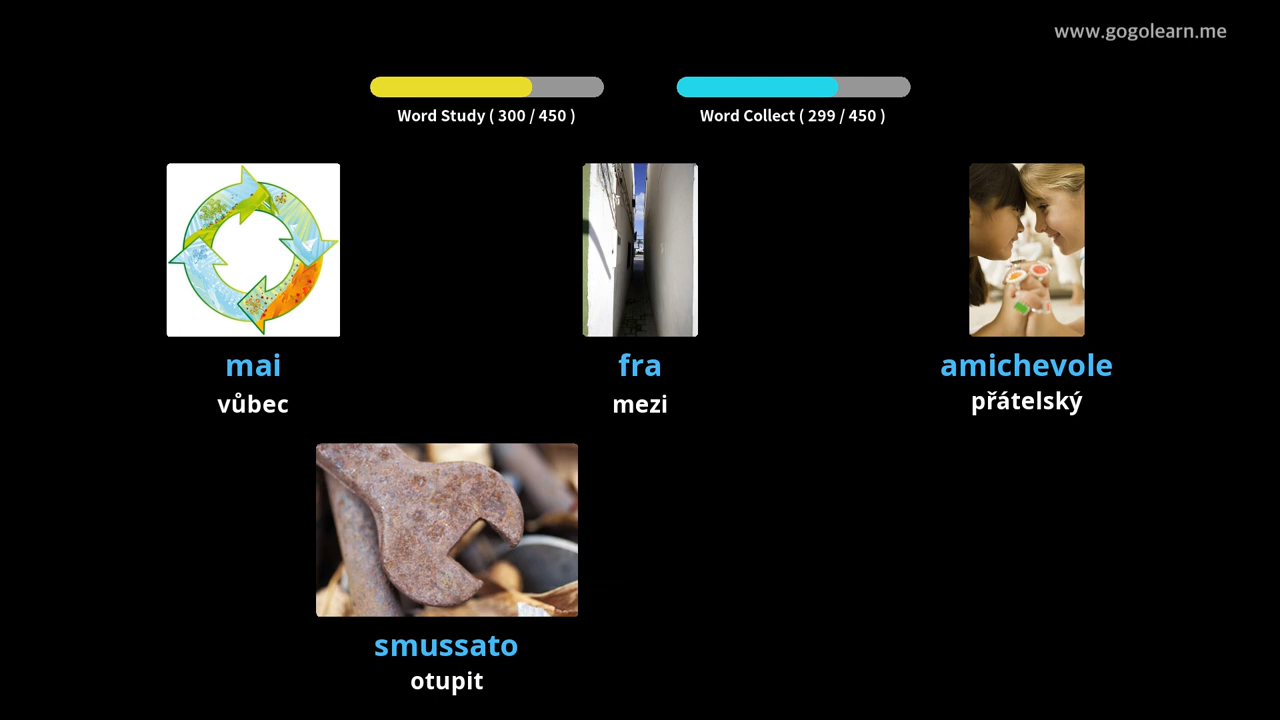 www.gogolearn.me
Word Study ( 300 / 450 )
Word Collect ( 299 / 450 )
mai
vůbec
fra
mezi
amichevole
přátelský
smussato
otupit